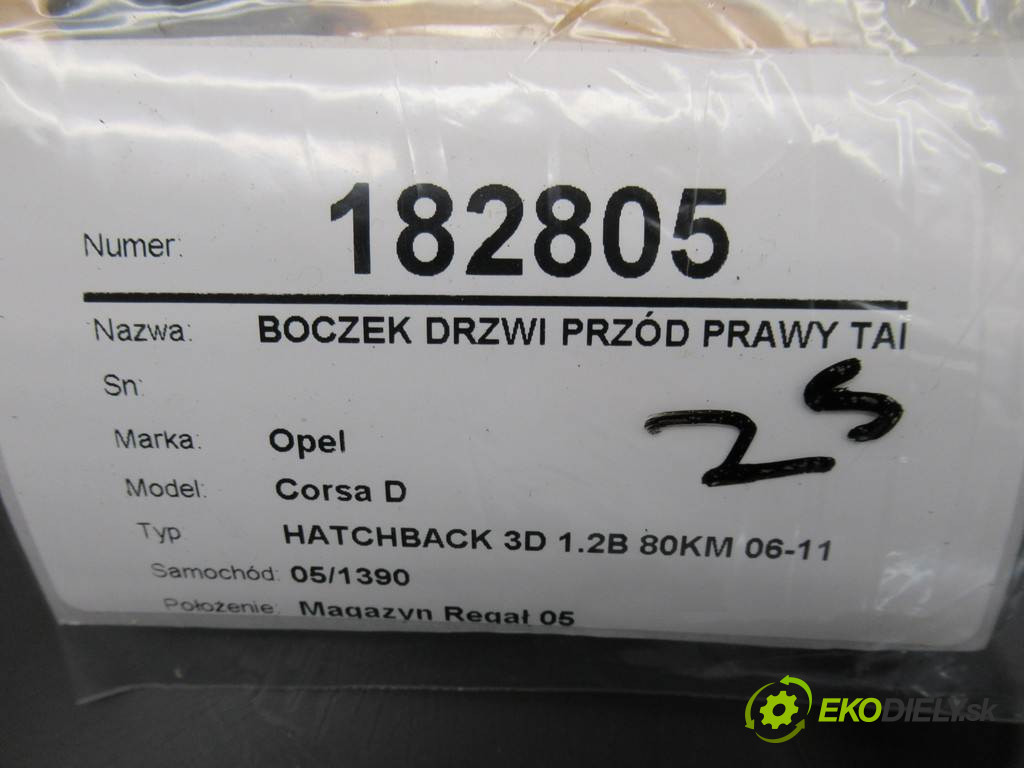 Numer: 182805
Nazwa: BOCZEK DRZWI PRZÓD PRAWY TAI
Sn:
25
Marka: Opel
Model: Corsa D
Typ HATCHBACK 3D 1.2B 80KM 06-11
Samochód: 05/1390
Położenie: Magazyn Regał 05
EKODIELY.sk